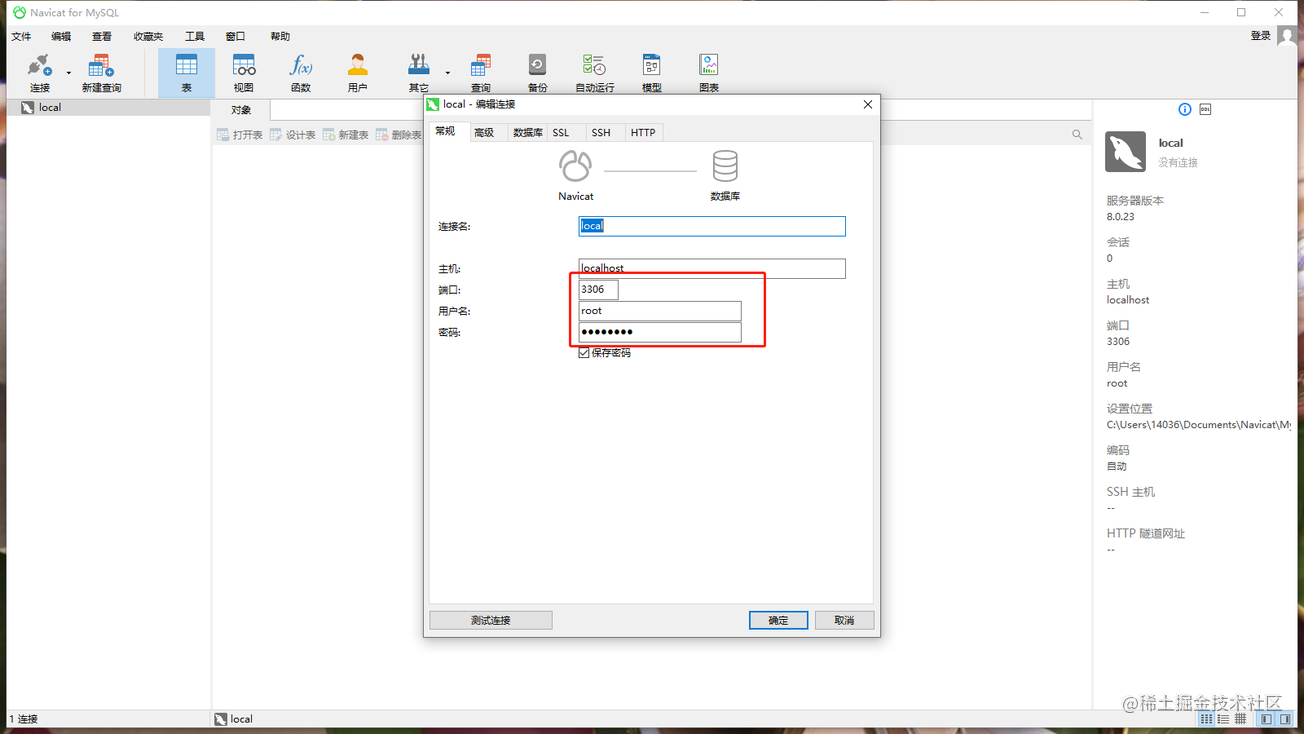 Navicat for MySQL
文件 编辑 查看 收藏夹 工具 窗口 帮助 登录
连接 新建查询 表 视图 函数 用户 其它 查询 备份 自动运行 模型 图表
f(x)
local
对象
打开表 设计表 新建表 删除表
local - 编辑连接
常规 高级 数据库 SSL SSH HTTP
Navicat 数据库
连接名: local
主机: localhost
端口: 3306
用户名: root
密码: ●●●●●●●●
保存密码
测试连接 确定 取消
DDL
local
没有连接
服务器版本
8.0.23
会话
0
主机
localhost
端口
3306
用户名
root
设置位置
C:\Users\14036\Documents\Navicat\My
编码
自动
SSH 主机
--
HTTP 隧道网址
--
@稀土掘金技术社区
1 连接 local